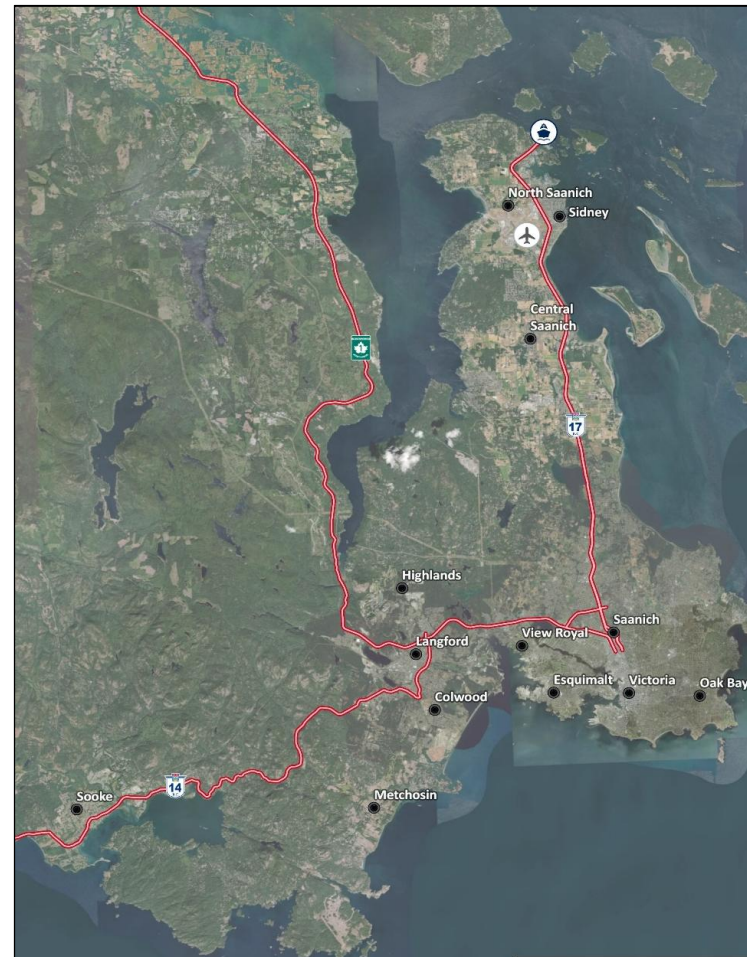 North Saanich
Sidney
Central
Saanich
1
17
Highlands
Saanich
View Royal
Langford
Esquimalt
Victoria
Oak Bay
Colwood
14
Sooke
Metchosin